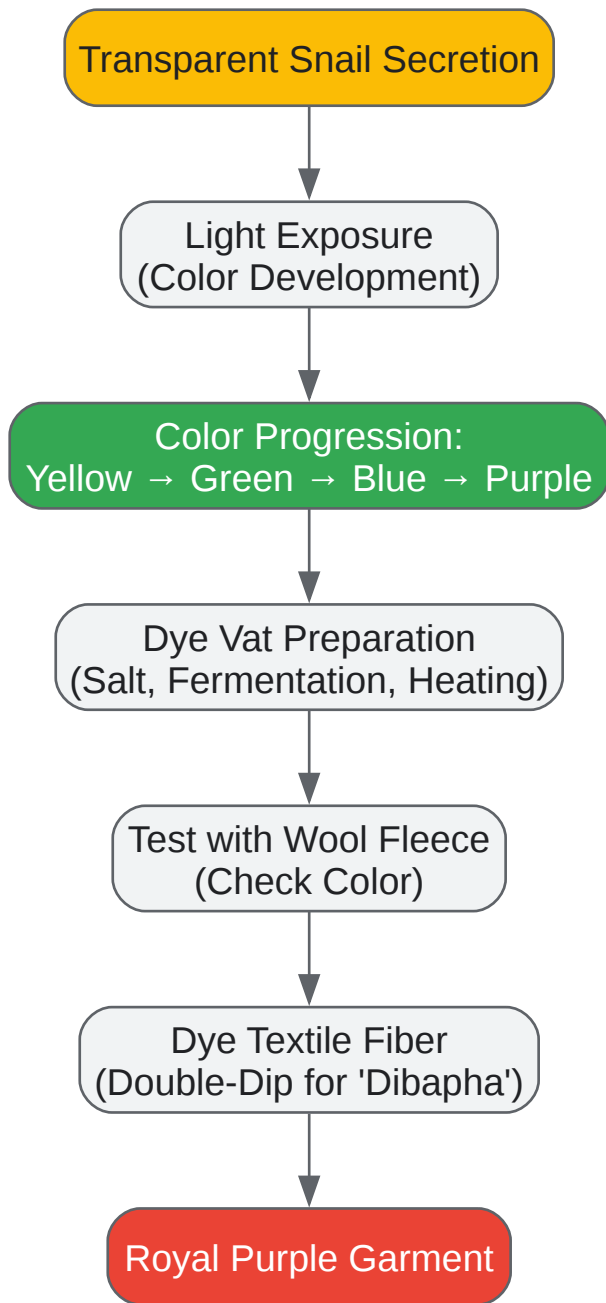 Transparent Snail Secretion
Light Exposure
(Color Development)
Color Progression:
Yellow → Green → Blue → Purple
Dye Vat Preparation
(Salt, Fermentation, Heating)
Test with Wool Fleece
(Check Color)
Dye Textile Fiber
(Double-Dip for 'Dibapha')
Royal Purple Garment